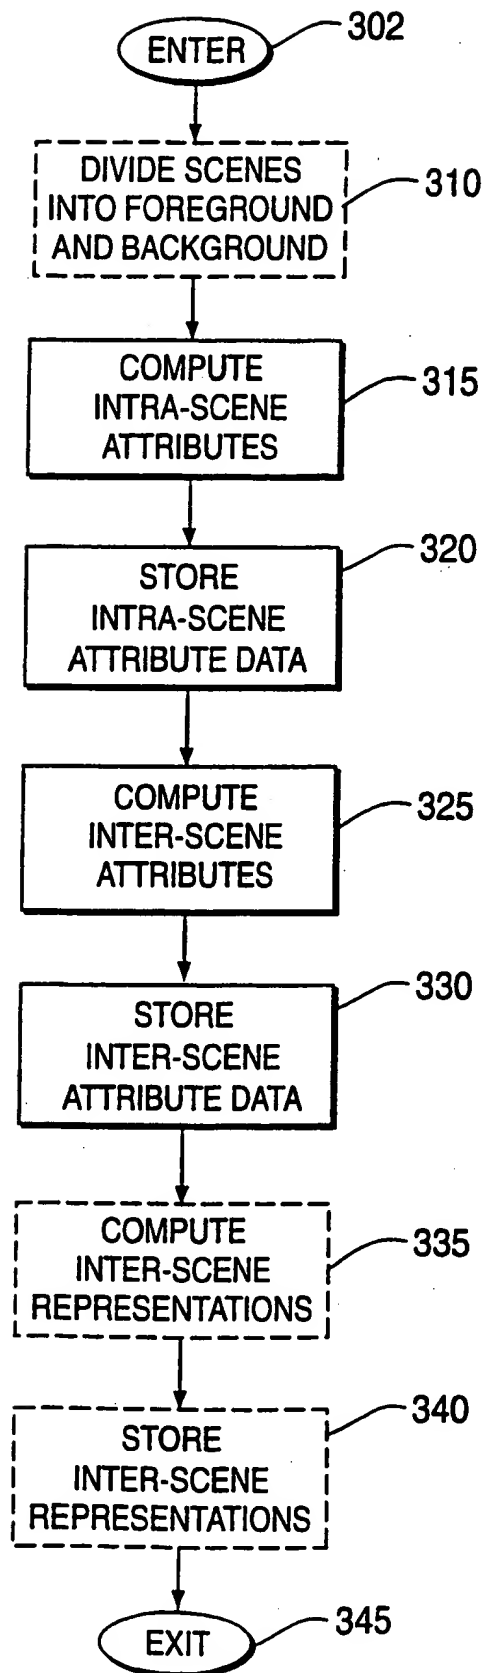 ENTER
302
DIVIDE SCENES
INTO FOREGROUND
AND BACKGROUND
310
COMPUTE
INTRA-SCENE
ATTRIBUTES
315
STORE
INTRA-SCENE
ATTRIBUTE DATA
320
COMPUTE
INTER-SCENE
ATTRIBUTES
325
STORE
INTER-SCENE
ATTRIBUTE DATA
330
COMPUTE
INTER-SCENE
REPRESENTATIONS
335
STORE
INTER-SCENE
REPRESENTATIONS
340
EXIT
345